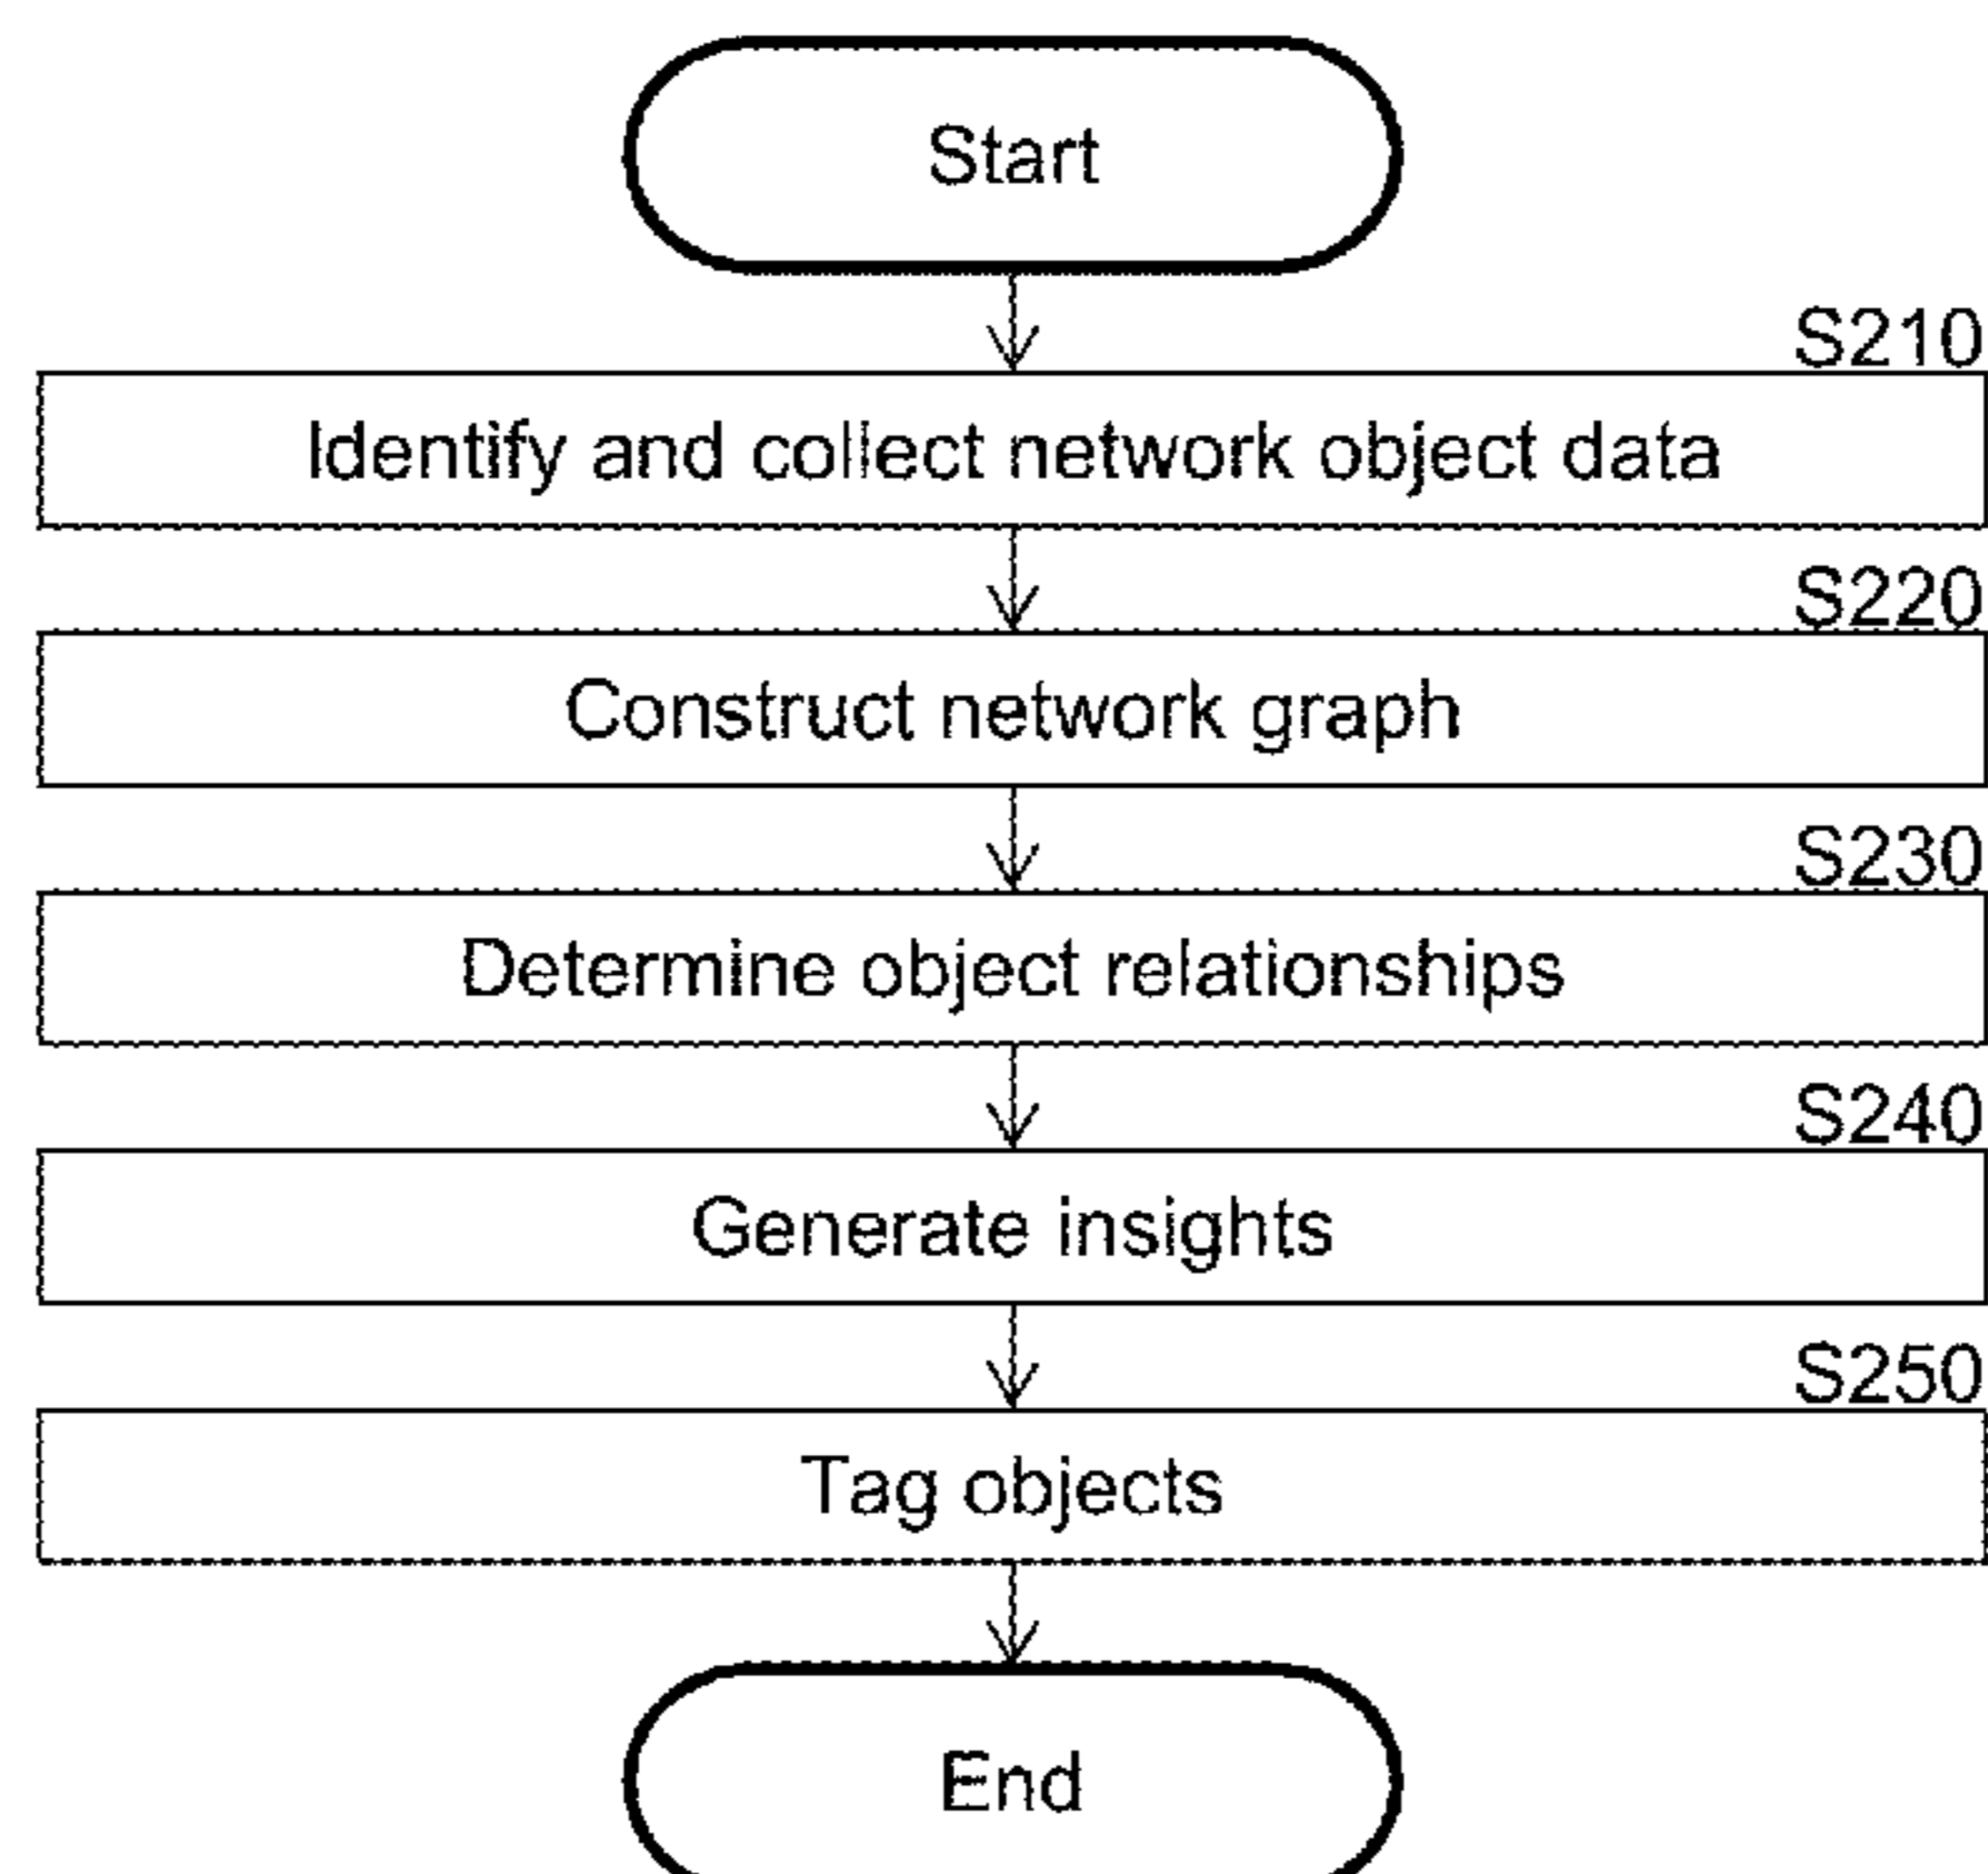 Start
S210
Identify and collect network object data
S220
Construct network graph
S230
Determine object relationships
S240
Generate insights
S250
Tag objects
End